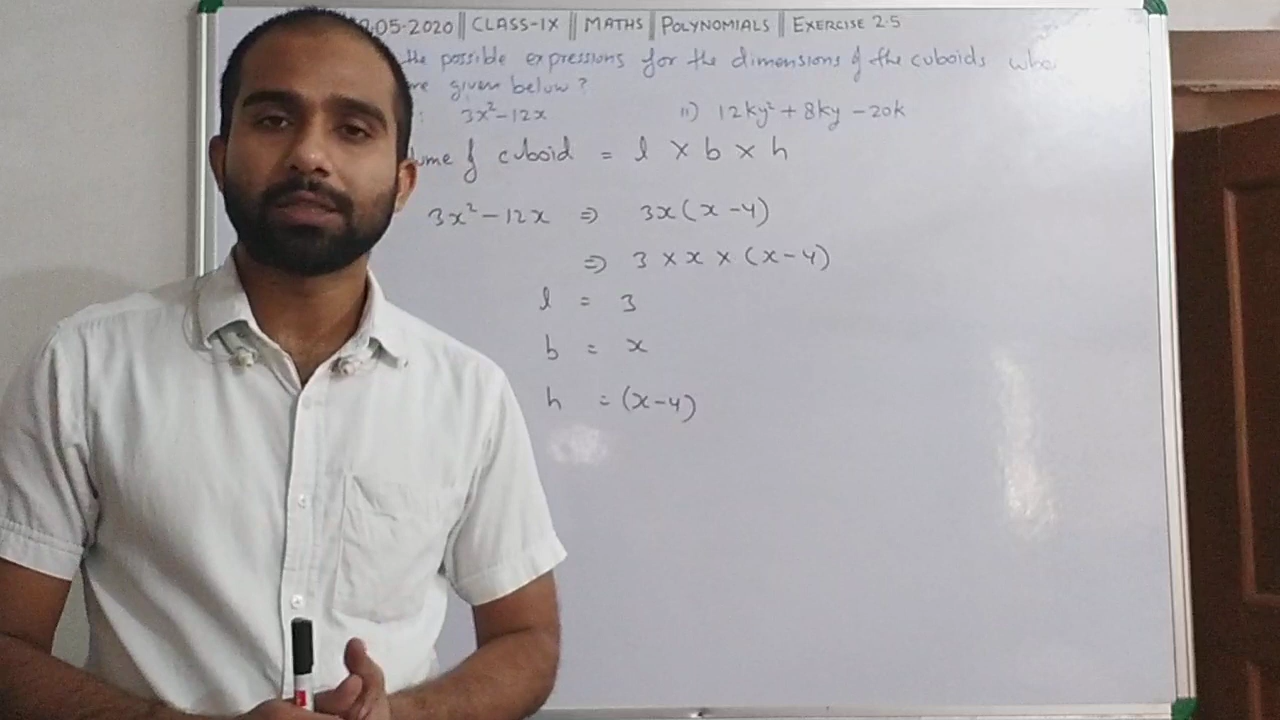 05-2020 || CLASS-IX || MATHS || POLYNOMIALS || EXERCISE 2.5
the possible expressions for the dimensions of the cuboids
given below?
: 3x²-12x ii) 12ky² + 8ky - 20k
of cuboid = l × b × h
3x² - 12x ⇒ 3x(x-4)
⇒ 3 × x × (x-4)
l = 3
b = x
h = (x-4)